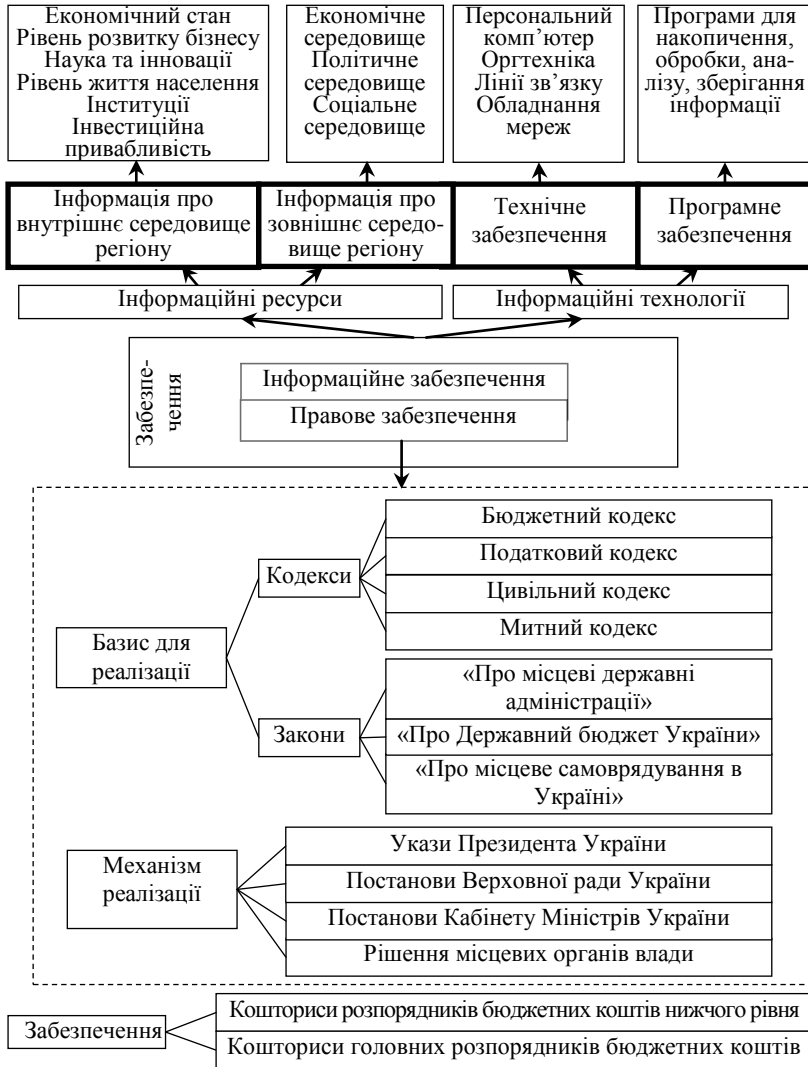 Економічний стан
Рівень розвитку бізнесу
Наука та інновації
Рівень життя населення
Інституції
Інвестиційна
привабливість
Економічне
середовище
Політичне
середовище
Соціальне
середовище
Персональний
комп’ютер
Оргтехніка
Лінії зв’язку
Обладнання
мереж
Програми для
накопичення,
обробки, ана-
лізу, зберігання
інформації
Інформація про
внутрішнє середовище
регіону
Інформація про
зовнішнє середо-
вище регіону
Технічне
забезпечення
Програмне
забезпечення
Інформаційні ресурси
Інформаційні технології
Забезпе-
чення
Інформаційне забезпечення
Правове забезпечення
Базис для
реалізації
Кодекси
Бюджетний кодекс
Податковий кодекс
Цивільний кодекс
Митний кодекс
Закони
«Про місцеві державні
адміністрації»
«Про Державний бюджет України»
«Про місцеве самоврядування в
Україні»
Механізм
реалізації
Укази Президента України
Постанови Верховної ради України
Постанови Кабінету Міністрів України
Рішення місцевих органів влади
Забезпечення
Кошториси розпорядників бюджетних коштів нижчого рівня
Кошториси головних розпорядників бюджетних коштів